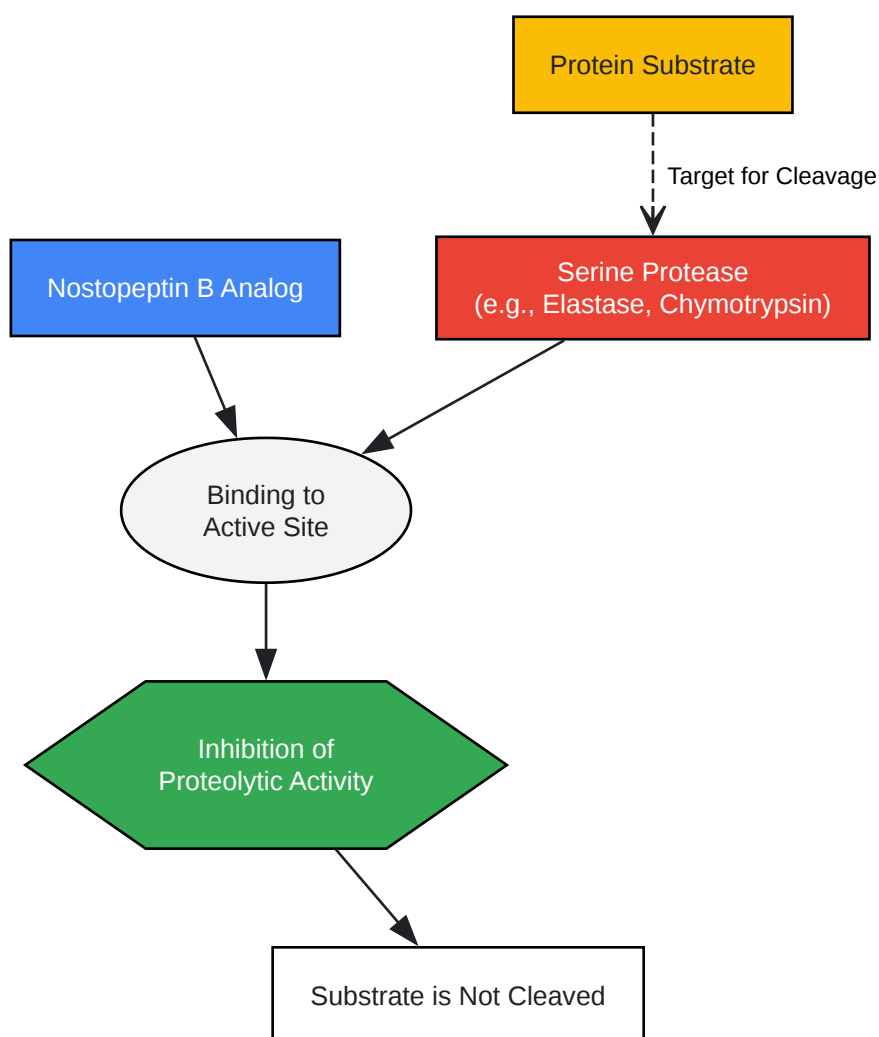 Protein Substrate
Target for Cleavage
Nostopeptin B Analog
Serine Protease
(e.g., Elastase, Chymotrypsin)
Binding to
Active Site
Inhibition of
Proteolytic Activity
Substrate is Not Cleaved